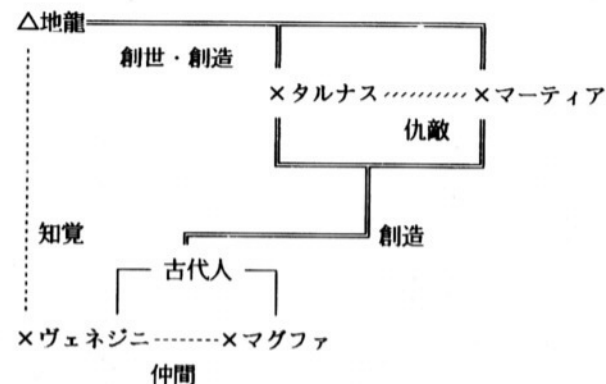 △地龍
創世・創造
×タルナス ×マーティア
仇敵
知覚 創造
古代人
×ヴェネジニ ×マグファ
仲間